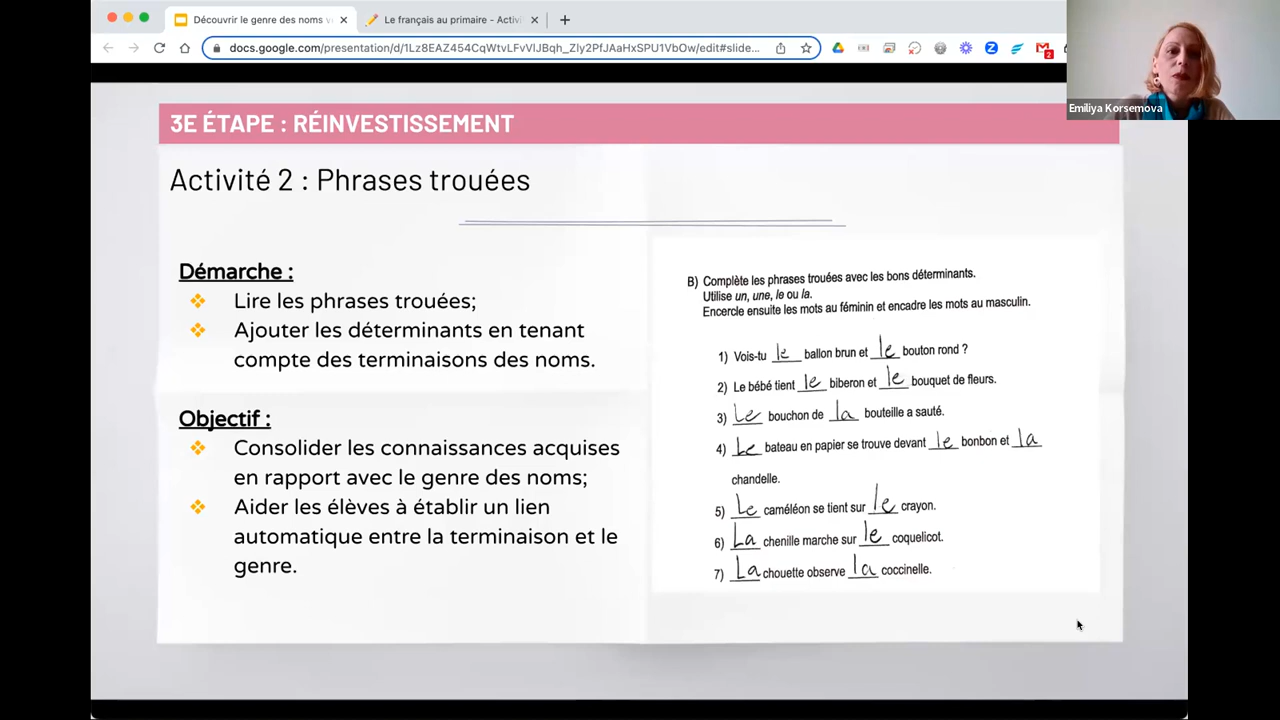 Découvrir le genre des noms
Le français au primaire - Activi
docs.google.com/presentation/d/1Lz8EAZ454CqWtvLFvVlJBqh_Zly2PfJAaHxSPU1VbOw/edit#slide...
2
Emiliya Korsemova
3E ÉTAPE : RÉINVESTISSEMENT
Activité 2 : Phrases trouées
Démarche :
Lire les phrases trouées;
Ajouter les déterminants en tenant
compte des terminaisons des noms.
Objectif :
Consolider les connaissances acquises
en rapport avec le genre des noms;
Aider les élèves à établir un lien
automatique entre la terminaison et le
genre.
B) Complète les phrases trouées avec les bons déterminants.
Utilise un, une, le ou la.
Encercle ensuite les mots au féminin et encadre les mots au masculin.
1) Vois-tu le ballon brun et le bouton rond ?
2) Le bébé tient le biberon et le bouquet de fleurs.
3) Le bouchon de la bouteille a sauté.
4) Le bateau en papier se trouve devant le bonbon et la
chandelle.
5) Le caméléon se tient sur le crayon.
6) La chenille marche sur le coquelicot.
7) La chouette observe la coccinelle.